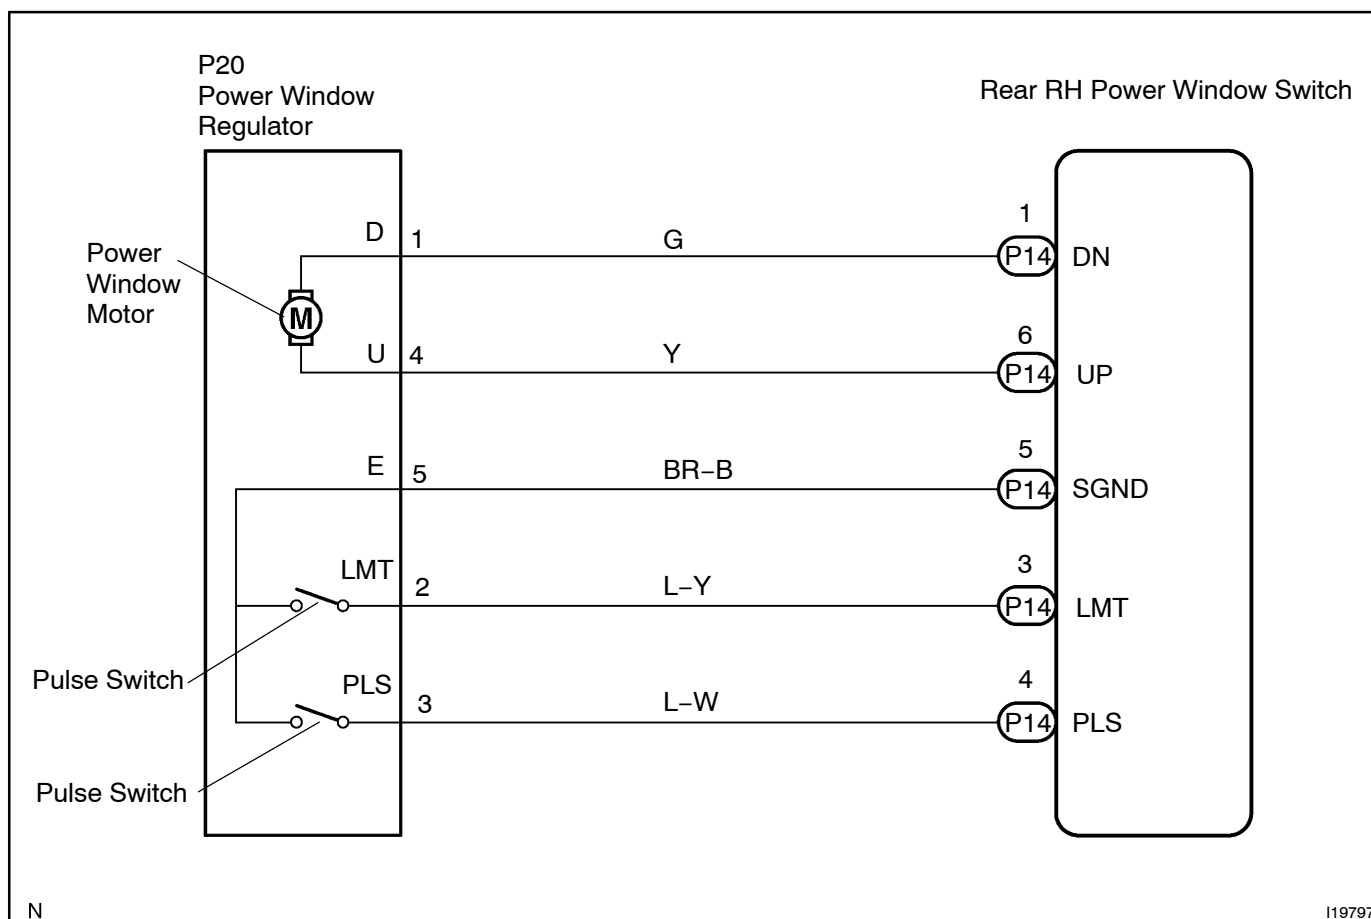 P20
Power Window
Regulator
Rear RH Power Window Switch
Power
Window
Motor
M
D
1
G
1
P14
DN
U
4
Y
6
P14
UP
E
5
BR–B
5
P14
SGND
LMT
2
L–Y
3
P14
LMT
Pulse Switch
PLS
3
L–W
4
P14
PLS
Pulse Switch
N
I19797